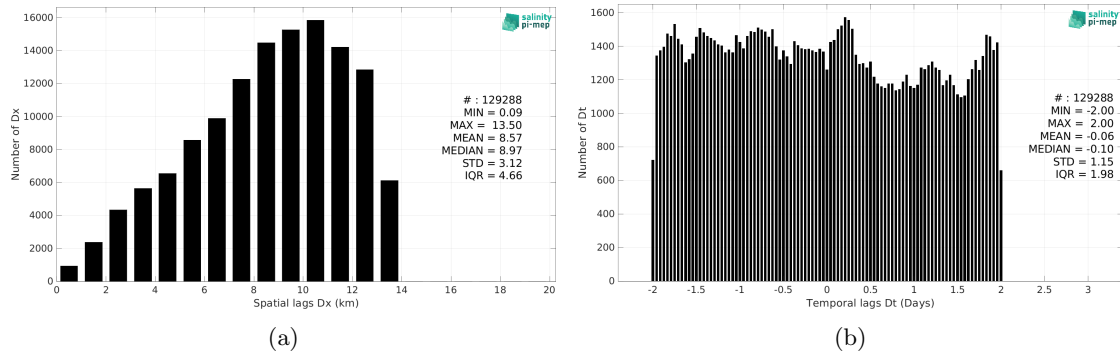 16000
14000
12000
10000
8000
6000
4000
2000
0
Number of Dx
0 2 4 6 8 10 12 14 16 18 20
Spatial lags Dx (km)
salinity
pi-mep
# : 129288
MIN = 0.09
MAX = 13.50
MEAN = 8.57
MEDIAN = 8.97
STD = 3.12
IQR = 4.66
(a)
1600
1400
1200
1000
800
600
400
200
0
Number of Dt
-2 -1.5 -1 -0.5 0 0.5 1 1.5 2 2.5 3
Temporal lags Dt (Days)
salinity
pi-mep
# : 129288
MIN = -2.00
MAX = 2.00
MEAN = -0.06
MEDIAN = -0.10
STD = 1.15
IQR = 1.98
(b)